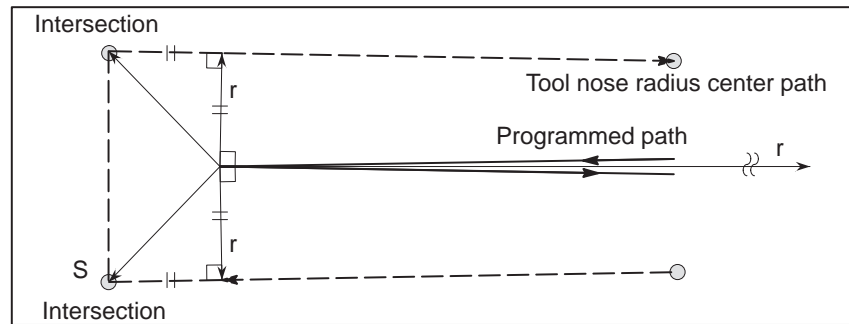 Intersection
r
Tool nose radius center path
Programmed path
r
r
S
Intersection